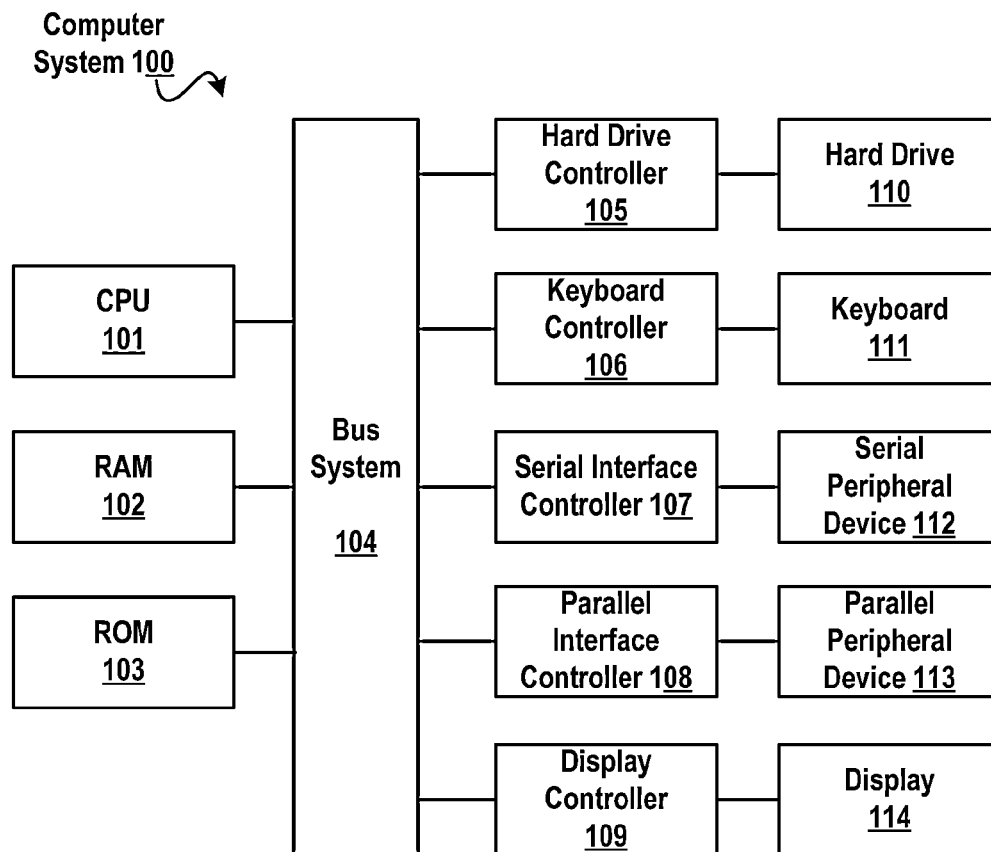 Computer
System 100
Hard Drive
Controller
105
Hard Drive
110
CPU
101
Keyboard
Controller
106
Keyboard
111
RAM
102
Bus
System
104
Serial Interface
Controller 107
Serial
Peripheral
Device 112
ROM
103
Parallel
Interface
Controller 108
Parallel
Peripheral
Device 113
Display
Controller
109
Display
114